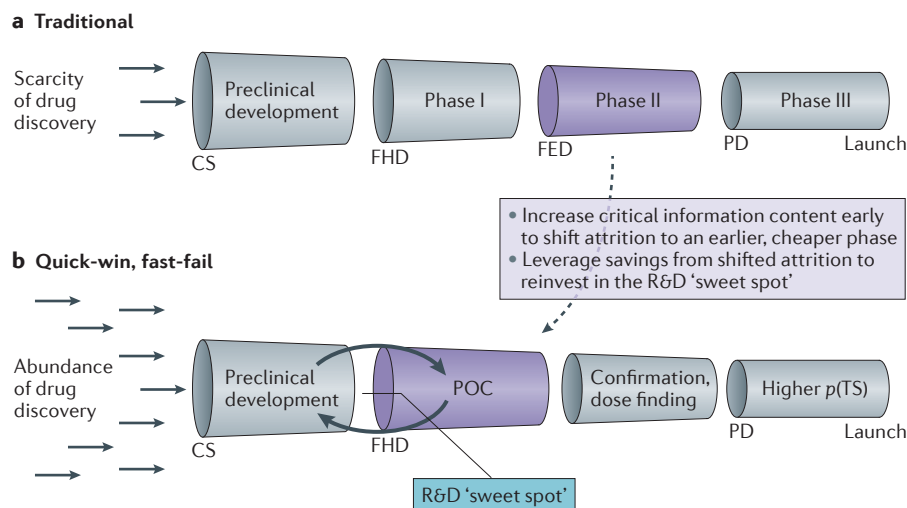 a Traditional
Scarcity
of drug
discovery
Preclinical
development
Phase I
Phase II
Phase III
CS
FHD
FED
PD
Launch
• Increase critical information content early
to shift attrition to an earlier, cheaper phase
• Leverage savings from shifted attrition to
reinvest in the R&D ‘sweet spot’
b Quick-win, fast-fail
Abundance
of drug
discovery
Preclinical
development
POC
Confirmation,
dose finding
Higher p(TS)
CS
FHD
PD
Launch
R&D ‘sweet spot’